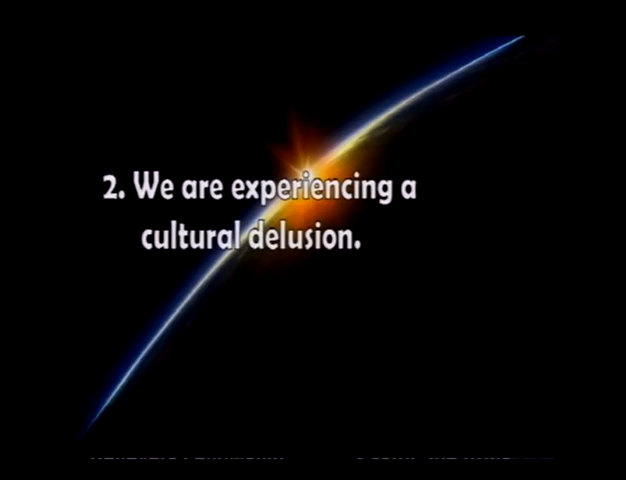 2. We are experiencing a
cultural delusion.